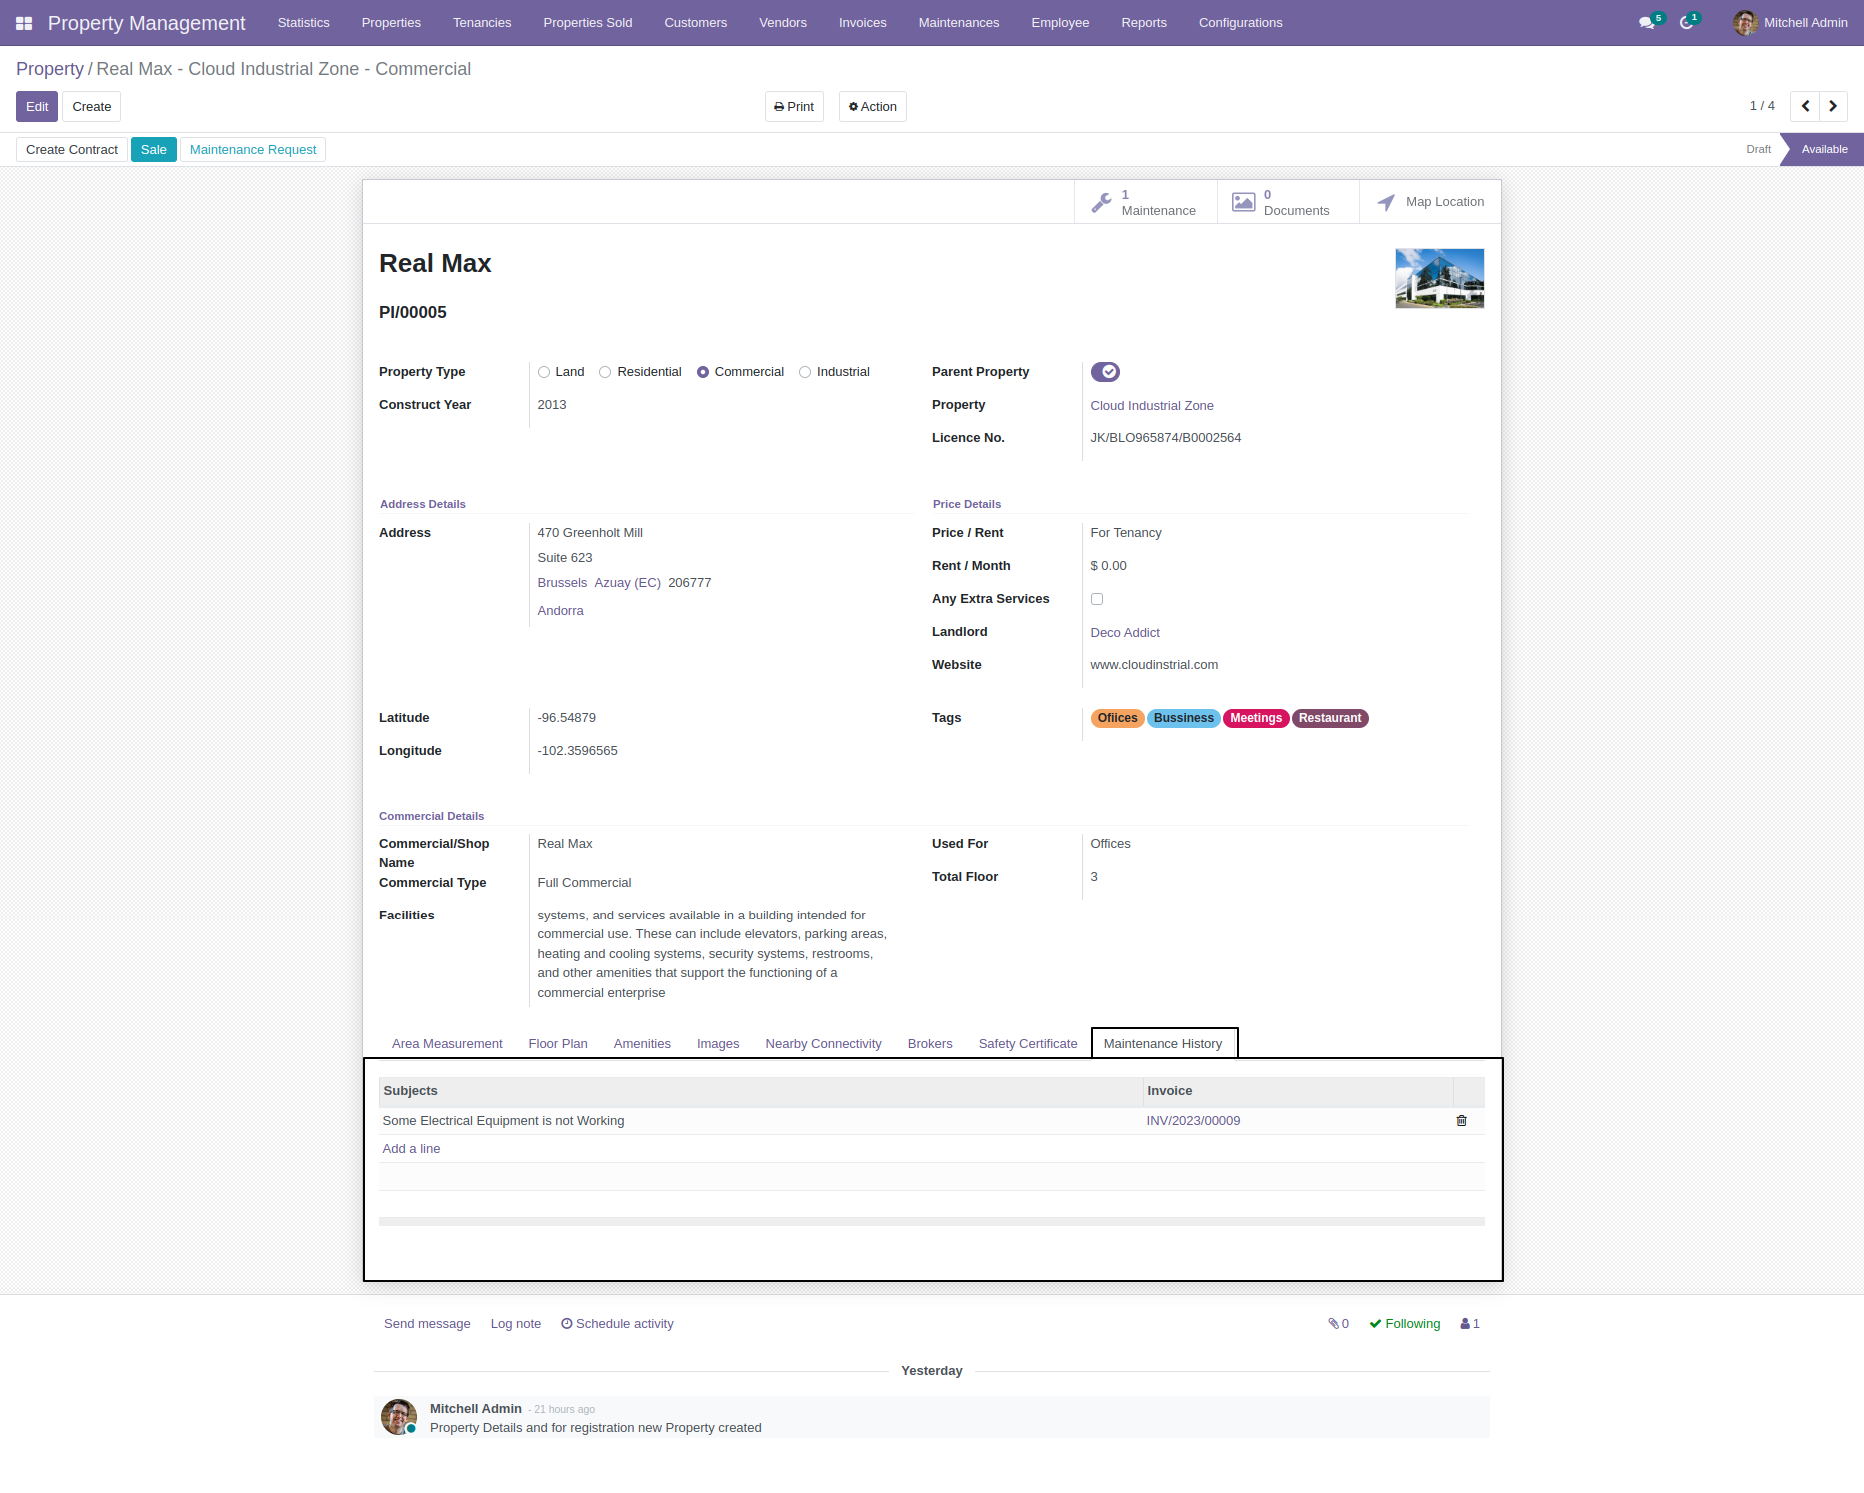 Property Management Statistics Properties Tenancies Properties Sold Customers Vendors Invoices Maintenances Employee Reports Configurations 5 1 Mitchell Admin
Property / Real Max - Cloud Industrial Zone - Commercial
Edit Create Print Action 1 / 4
Create Contract Sale Maintenance Request Draft Available
1 Maintenance 0 Documents Map Location
Real Max
PI/00005
Property Type Land Residential Commercial Industrial
Construct Year 2013
Parent Property
Property Cloud Industrial Zone
Licence No. JK/BLO965874/B0002564
Address Details
Address 470 Greenholt Mill
Suite 623
Brussels Azuay (EC) 206777
Andorra
Price Details
Price / Rent For Tenancy
Rent / Month $ 0.00
Any Extra Services
Landlord Deco Addict
Website www.cloudinstrial.com
Latitude -96.54879
Longitude -102.3596565
Tags Ofiices Bussiness Meetings Restaurant
Commercial Details
Commercial/Shop Name Real Max
Commercial Type Full Commercial
Facilities systems, and services available in a building intended for
commercial use. These can include elevators, parking areas,
heating and cooling systems, security systems, restrooms,
and other amenities that support the functioning of a
commercial enterprise
Used For Offices
Total Floor 3
Area Measurement Floor Plan Amenities Images Nearby Connectivity Brokers Safety Certificate Maintenance History
Subjects Invoice
Some Electrical Equipment is not Working INV/2023/00009
Add a line
Send message Log note Schedule activity 0 Following 1
Yesterday
Mitchell Admin - 21 hours ago
Property Details and for registration new Property created